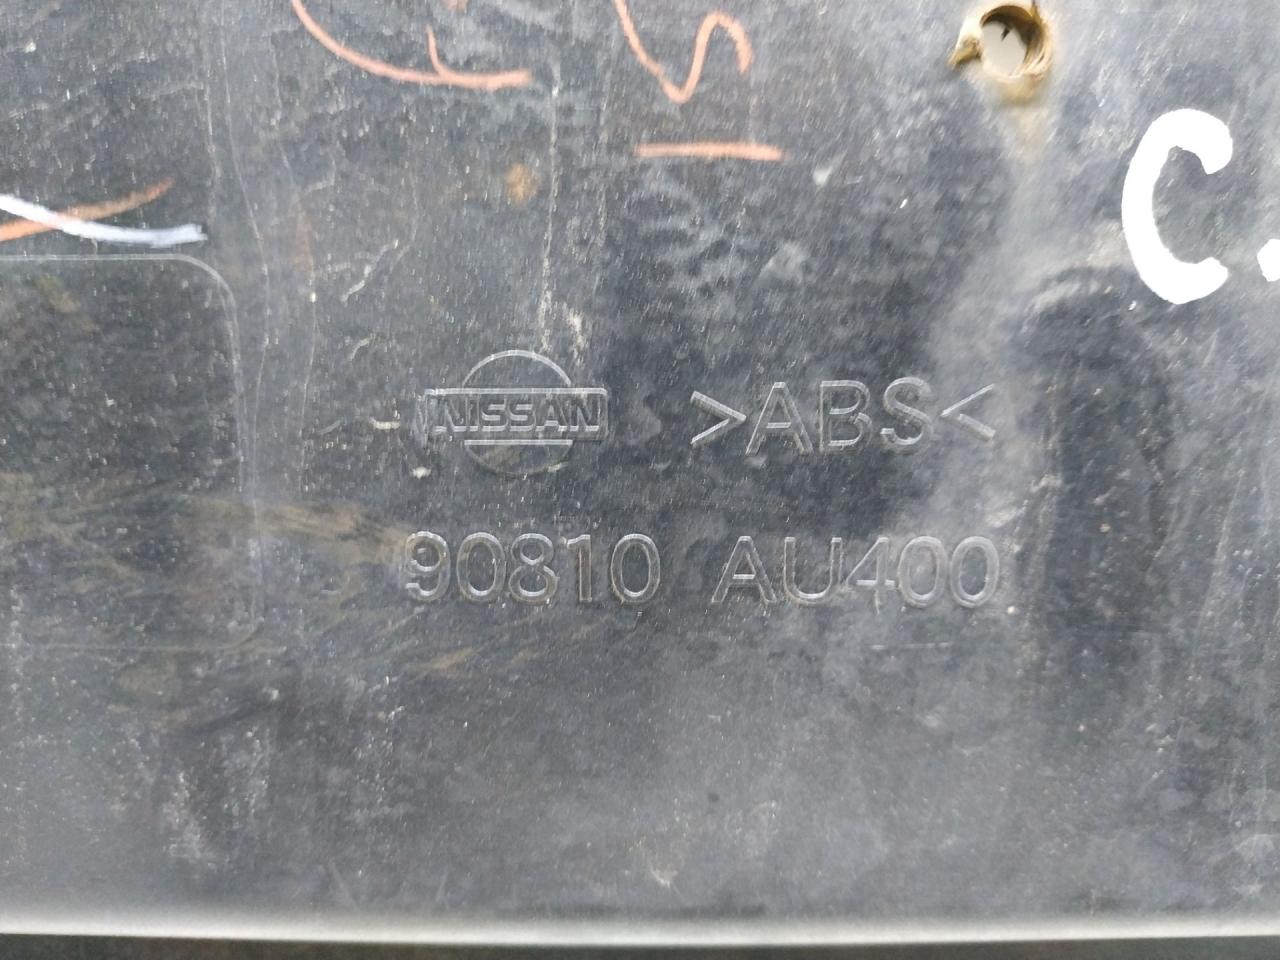 C.
NISSAN >ABS<
90810 AU400